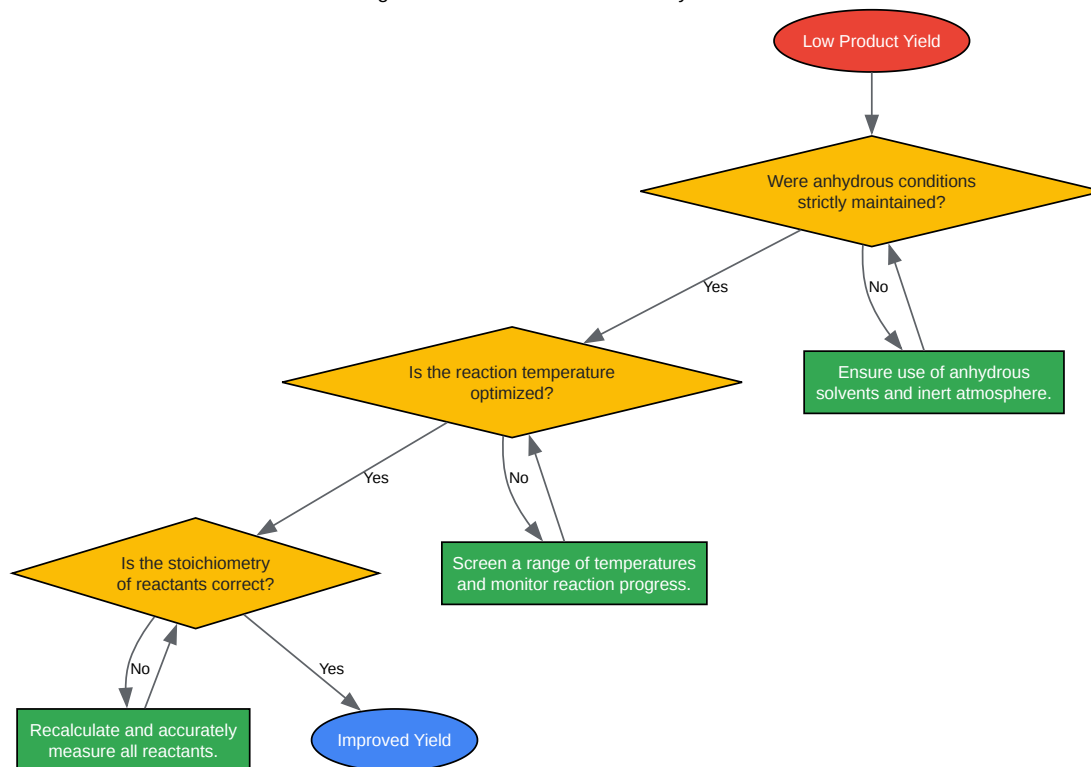 Low Product Yield
Were anhydrous conditions
strictly maintained?
Yes
No
Ensure use of anhydrous
solvents and inert atmosphere.
Is the reaction temperature
optimized?
Yes
No
Screen a range of temperatures
and monitor reaction progress.
Is the stoichiometry
of reactants correct?
No
Yes
Recalculate and accurately
measure all reactants.
Improved Yield